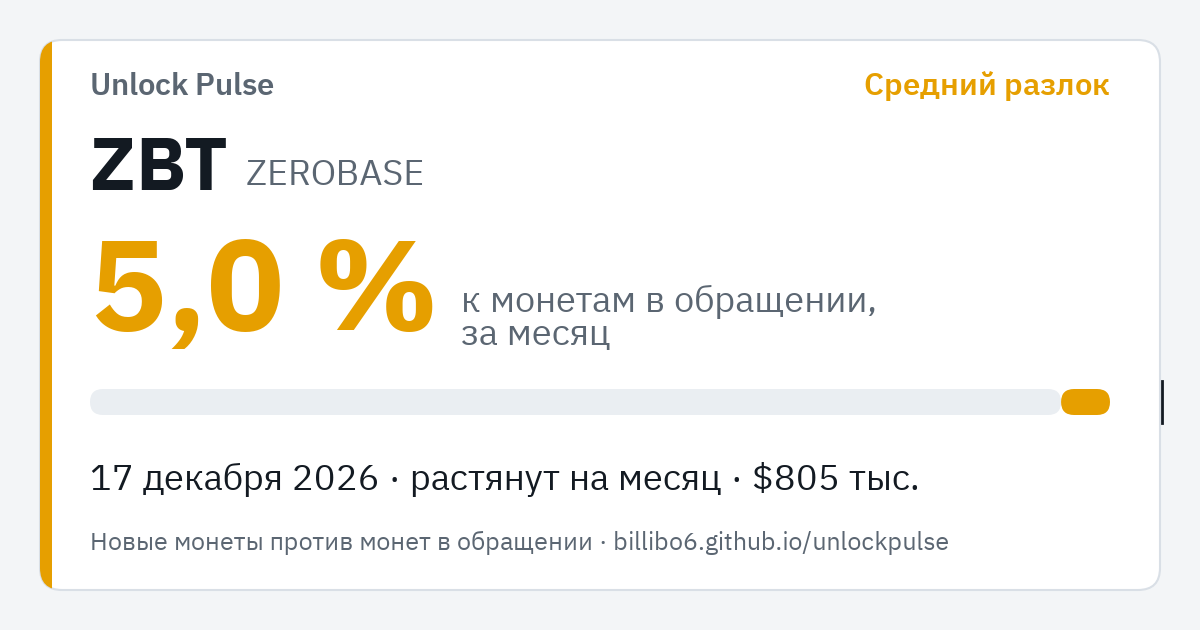 Unlock Pulse
Средний разлок
ZBT ZEROBASE
5,0 %
к монетам в обращении,
за месяц
17 декабря 2026 · растянут на месяц · $805 тыс.
Новые монеты против монет в обращении · billibo6.github.io/unlockpulse